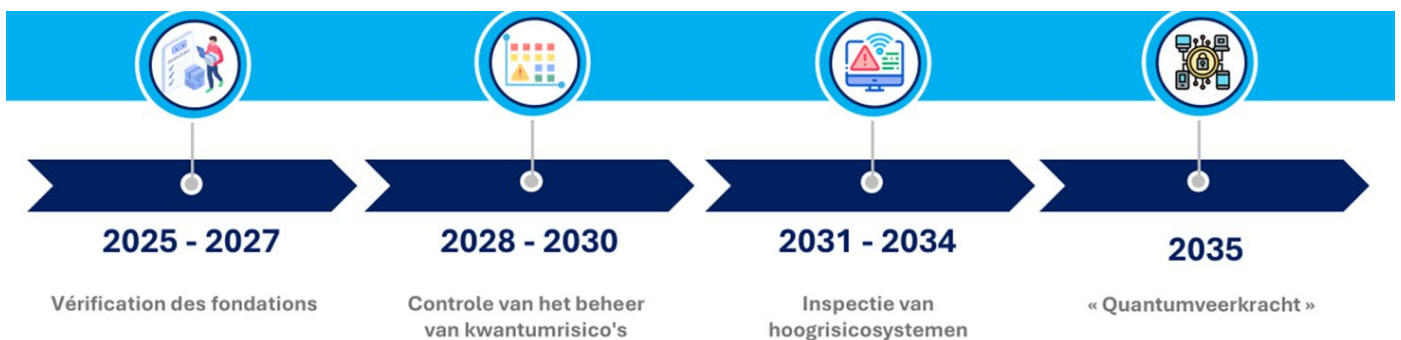 2025 - 2027
Vérification des fondations
2028 - 2030
Controle van het beheer
van kwantumrisico's
2031 - 2034
Inspectie van
hoogrisicosystemen
2035
« Quantumveerkracht »